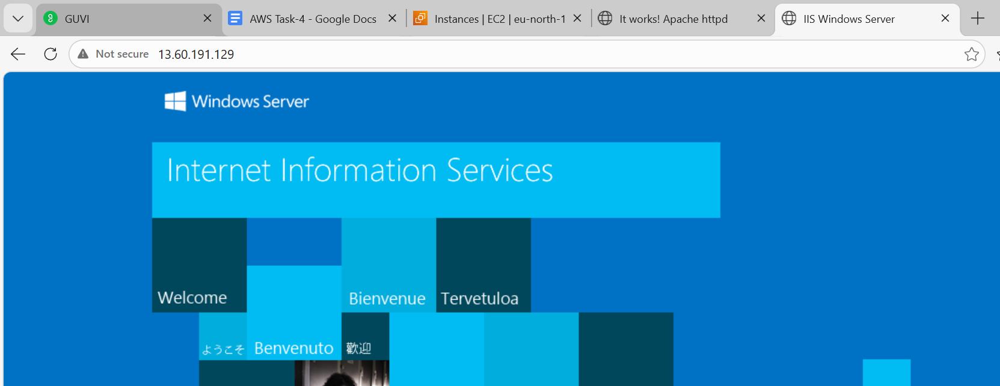 GUVI
AWS Task-4 - Google Docs
Instances | EC2 | eu-north-1
It works! Apache httpd
IIS Windows Server
Not secure 13.60.191.129
Windows Server
Internet Information Services
Welcome
Bienvenue
Tervetuloa
ようこそ
Benvenuto
歡迎